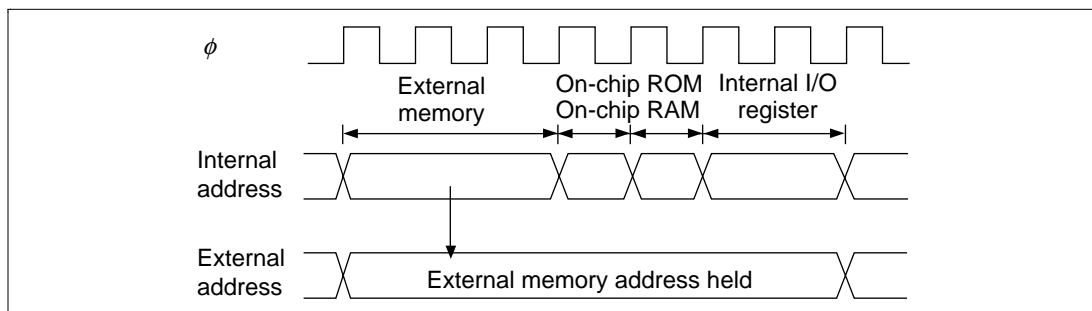 ϕ
External
memory
On-chip ROM
On-chip RAM
Internal I/O
register
Internal
address
External
address
External memory address held